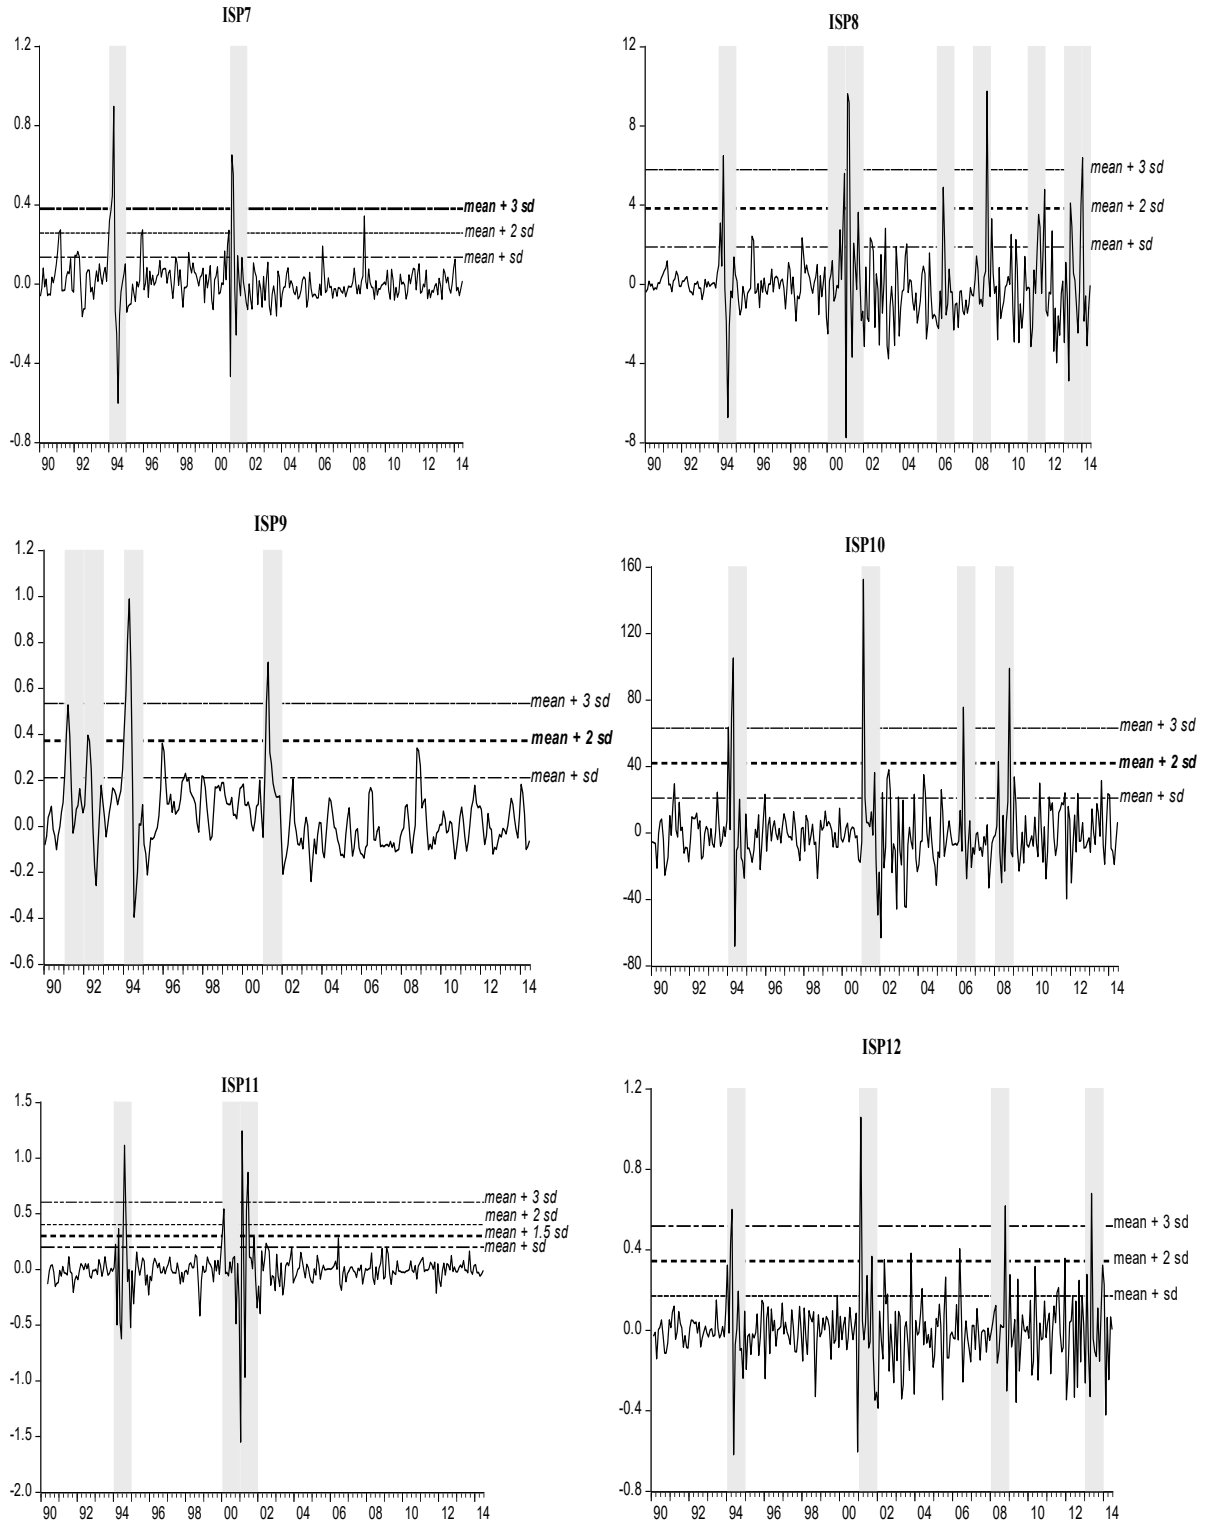 ISP7
1.2
0.8
0.4
0.0
-0.4
-0.8
mean + 3 sd
mean + 2 sd
mean + sd
90 92 94 96 98 00 02 04 06 08 10 12 14
ISP8
12
8
4
0
-4
-8
mean + 3 sd
mean + 2 sd
mean + sd
90 92 94 96 98 00 02 04 06 08 10 12 14
ISP9
1.2
1.0
0.8
0.6
0.4
0.2
0.0
-0.2
-0.4
-0.6
mean + 3 sd
mean + 2 sd
mean + sd
90 92 94 96 98 00 02 04 06 08 10 12 14
ISP10
160
120
80
40
0
-40
-80
mean + 3 sd
mean + 2 sd
mean + sd
90 92 94 96 98 00 02 04 06 08 10 12 14
ISP11
1.5
1.0
0.5
0.0
-0.5
-1.0
-1.5
-2.0
mean + 3 sd
mean + 2 sd
mean + 1.5 sd
mean + sd
90 92 94 96 98 00 02 04 06 08 10 12 14
ISP12
1.2
0.8
0.4
0.0
-0.4
-0.8
mean + 3 sd
mean + 2 sd
mean + sd
90 92 94 96 98 00 02 04 06 08 10 12 14